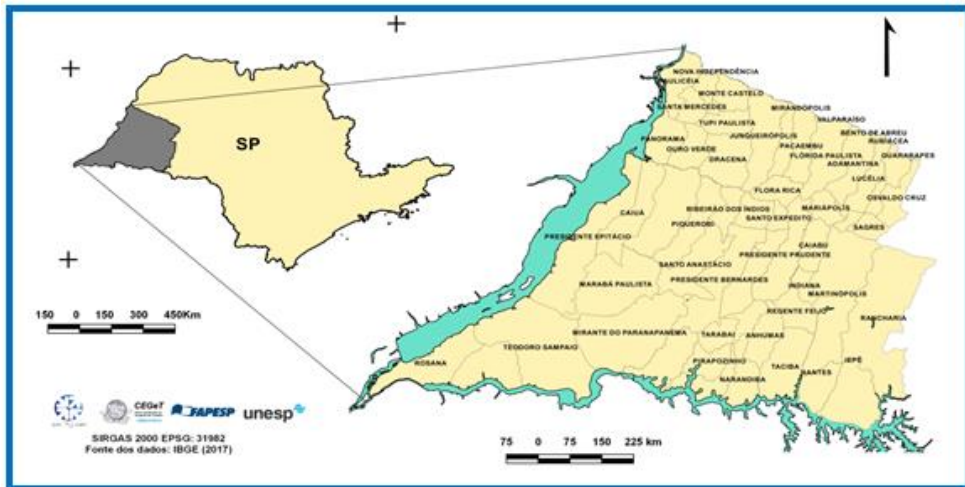 SP
150 0 150 300 450Km
CEGeT
FAPESP
unesp
SIRGAS 2000 EPSG: 31982
Fonte dos dados: IBGE (2017)
NOVA INDEPENDÊNCIA
PAULICÉIA
MONTE CASTELO
SANTA MERCEDES
MIRANDÓPOLIS
TUPI PAULISTA
VALPARAÍSO
PANORAMA
JUNQUEIRÓPOLIS
BENTO DE ABREU
RUBIÁCEA
OURO VERDE
PACAEMBU
DRACENA
FLÓRIDA PAULISTA
GUARARAPES
ADAMANTINA
LUCÉLIA
FLORA RICA
OSVALDO CRUZ
CAIUÁ
RIBEIRÃO DOS ÍNDIOS
MARIÁPOLIS
SANTO EXPEDITO
PIQUEROBI
SAGRES
PRESIDENTE EPITÁCIO
CAIABU
PRESIDENTE PRUDENTE
SANTO ANASTÁCIO
PRESIDENTE BERNARDES
MARABÁ PAULISTA
INDIANA
MARTINÓPOLIS
REGENTE FEIJÓ
RANCHARIA
MIRANTE DO PARANAPANEMA
TARABAI
ANHUMAS
TEODORO SAMPAIO
ROSANA
PIRAPOZINHO
IEPÊ
TACIBA
NANTES
NARANDIBA
75 0 75 150 225 km